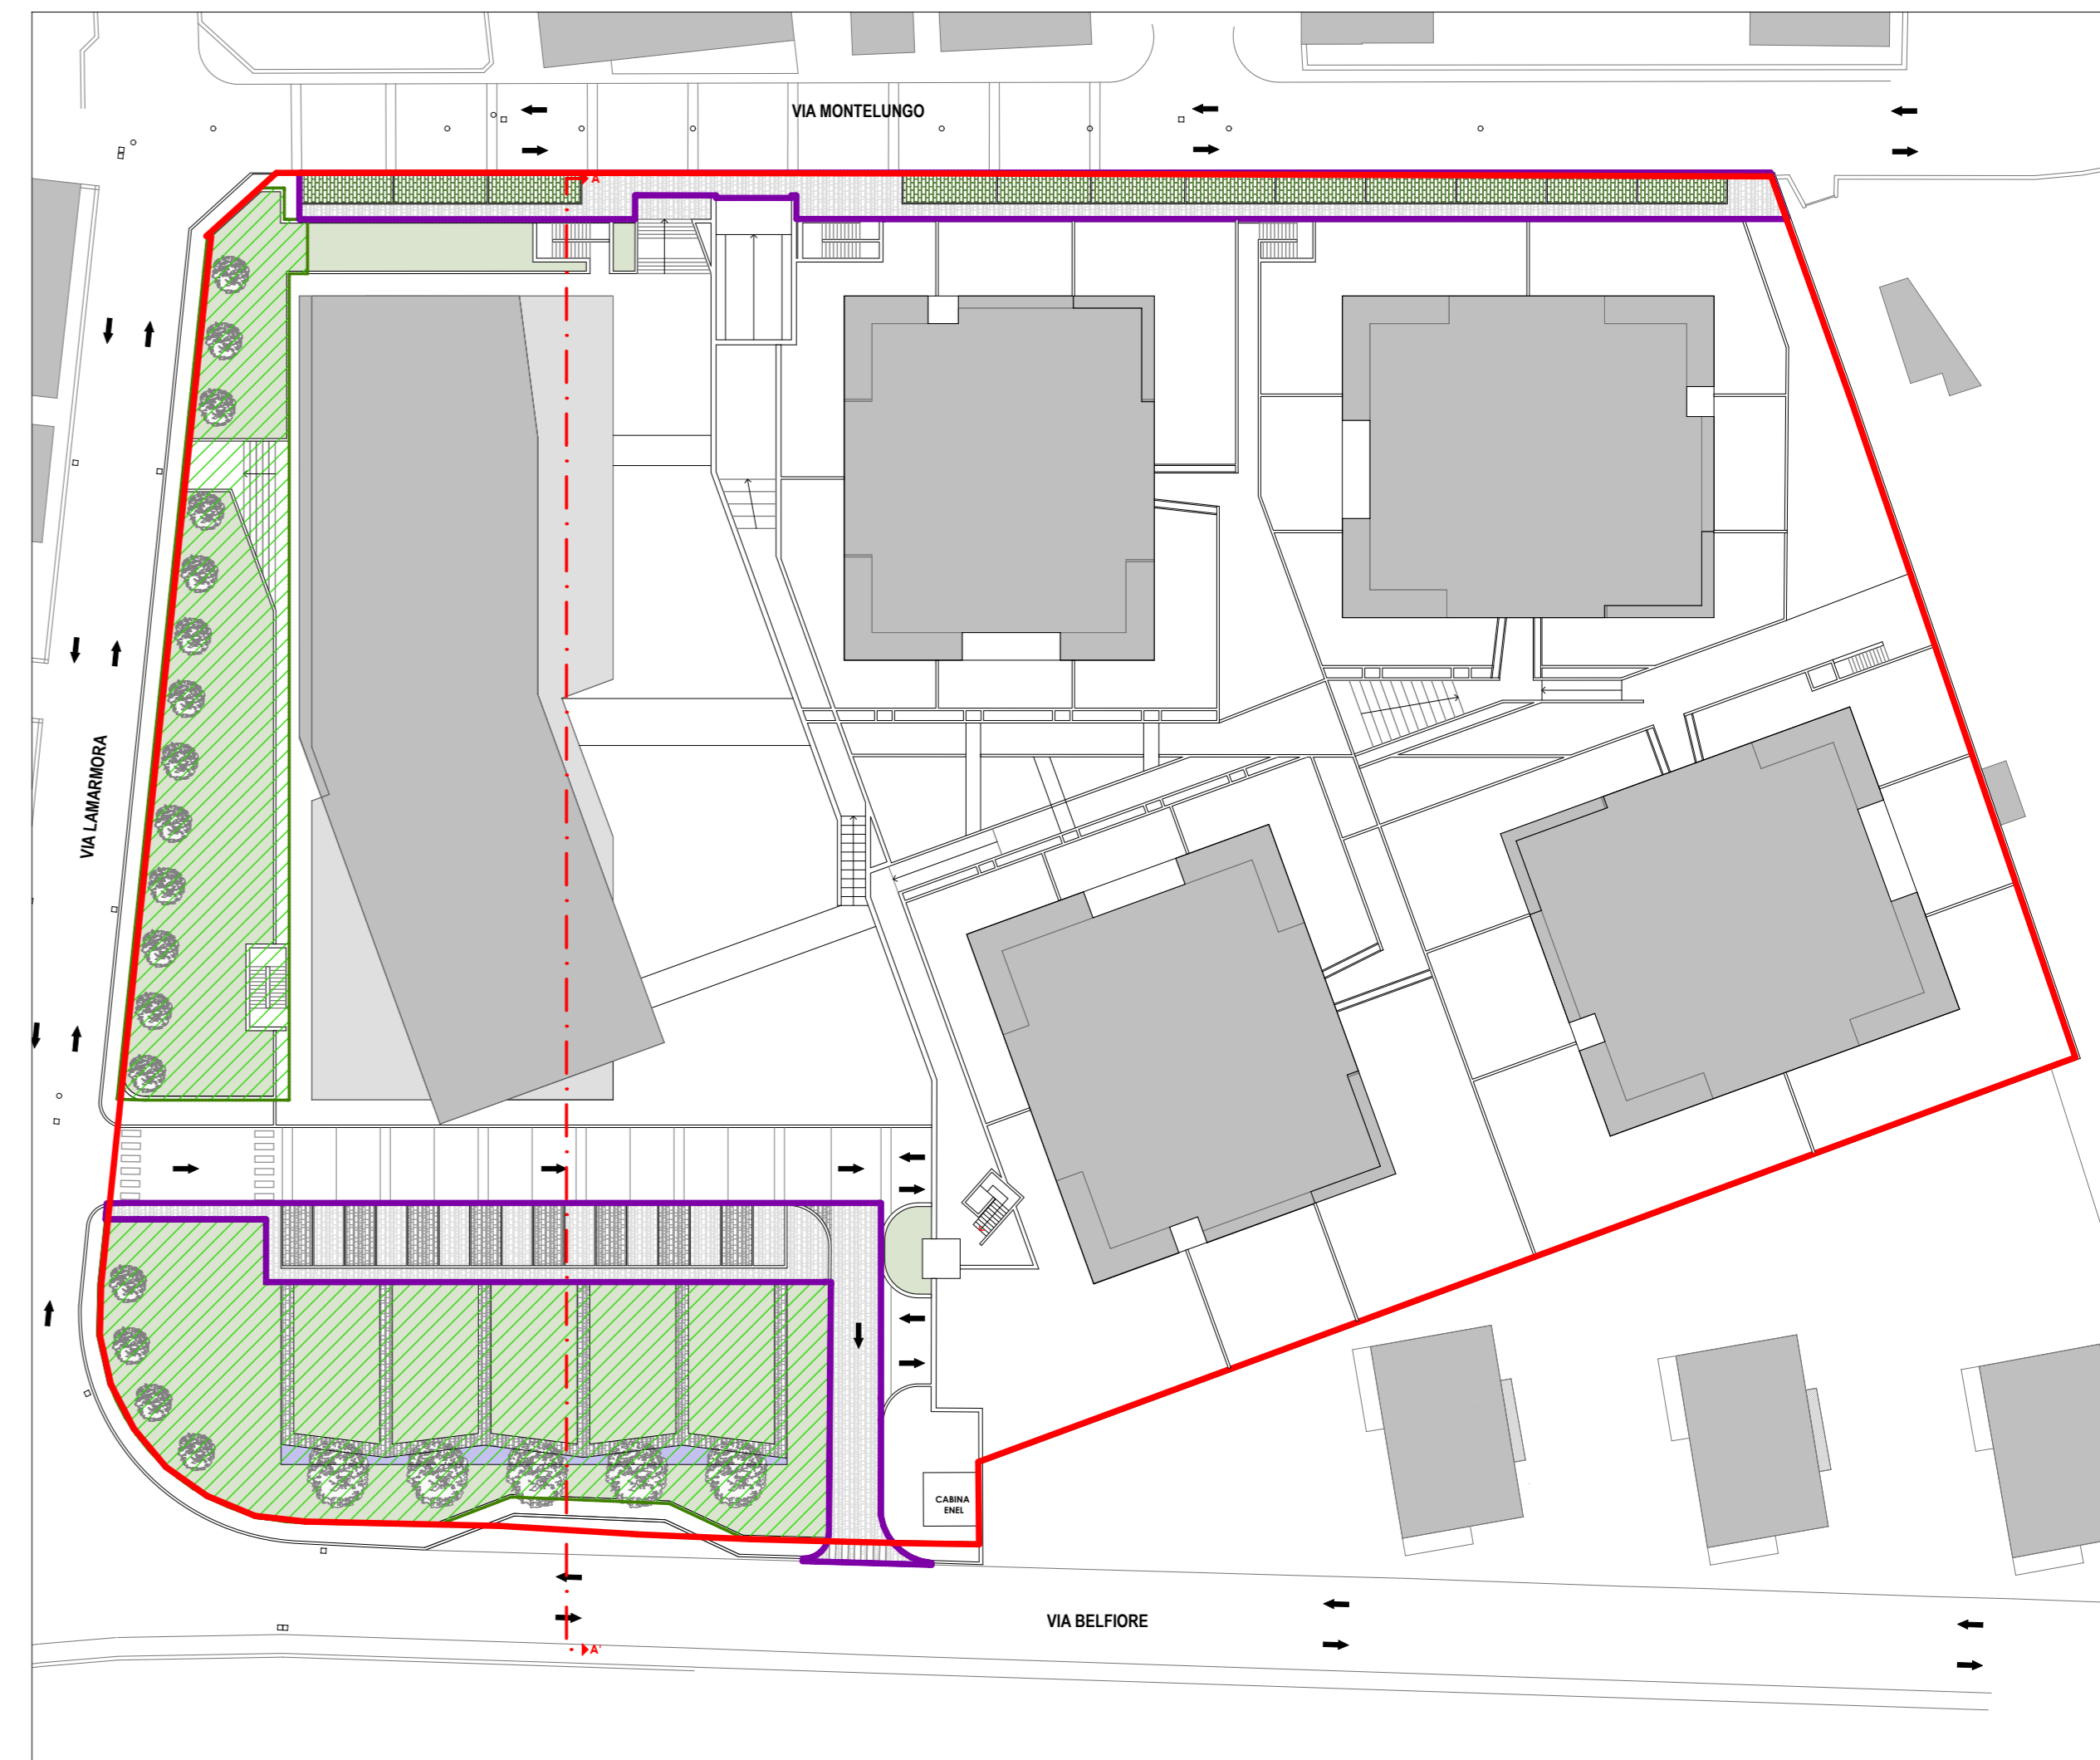 VIA MONTELUNGO
A
VIA LAMARMORA
CABINA
ENEL
VIA BELFIORE
A'